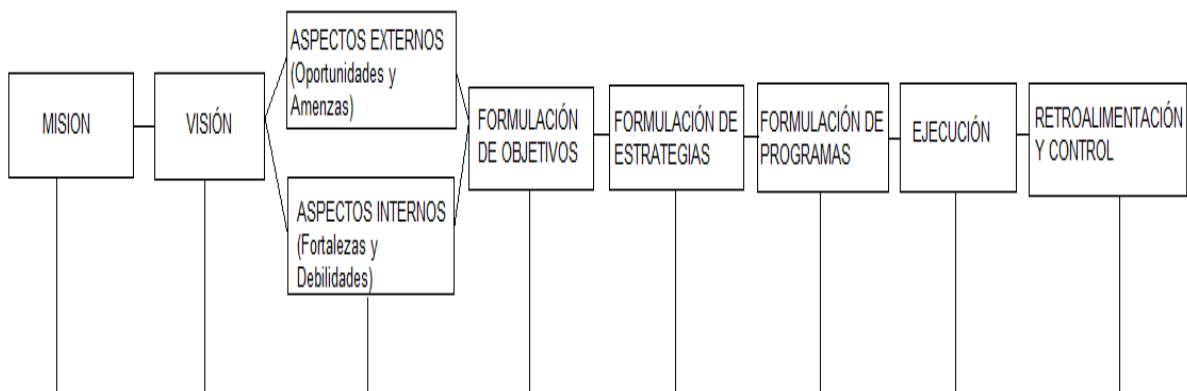 MISION
VISIÓN
ASPECTOS EXTERNOS
(Oportunidades y
Amenzas)
ASPECTOS INTERNOS
(Fortalezas y
Debilidades)
FORMULACIÓN
DE OBJETIVOS
FORMULACIÓN DE
ESTRATEGIAS
FORMULACIÓN DE
PROGRAMAS
EJECUCIÓN
RETROALIMENTACIÓN
Y CONTROL